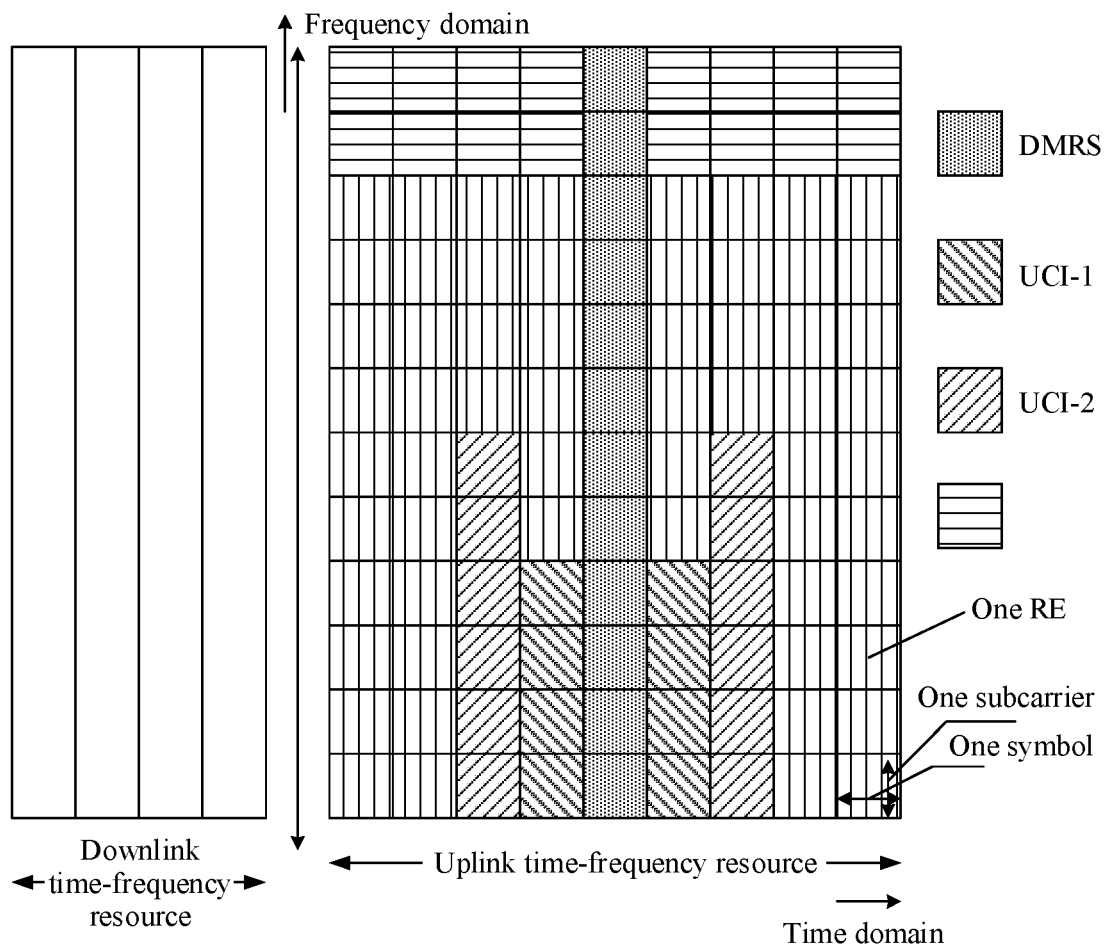 Frequency domain
DMRS
UCI-1
UCI-2
One RE
One subcarrier
One symbol
Downlink
time-frequency
resource
Uplink time-frequency resource
Time domain